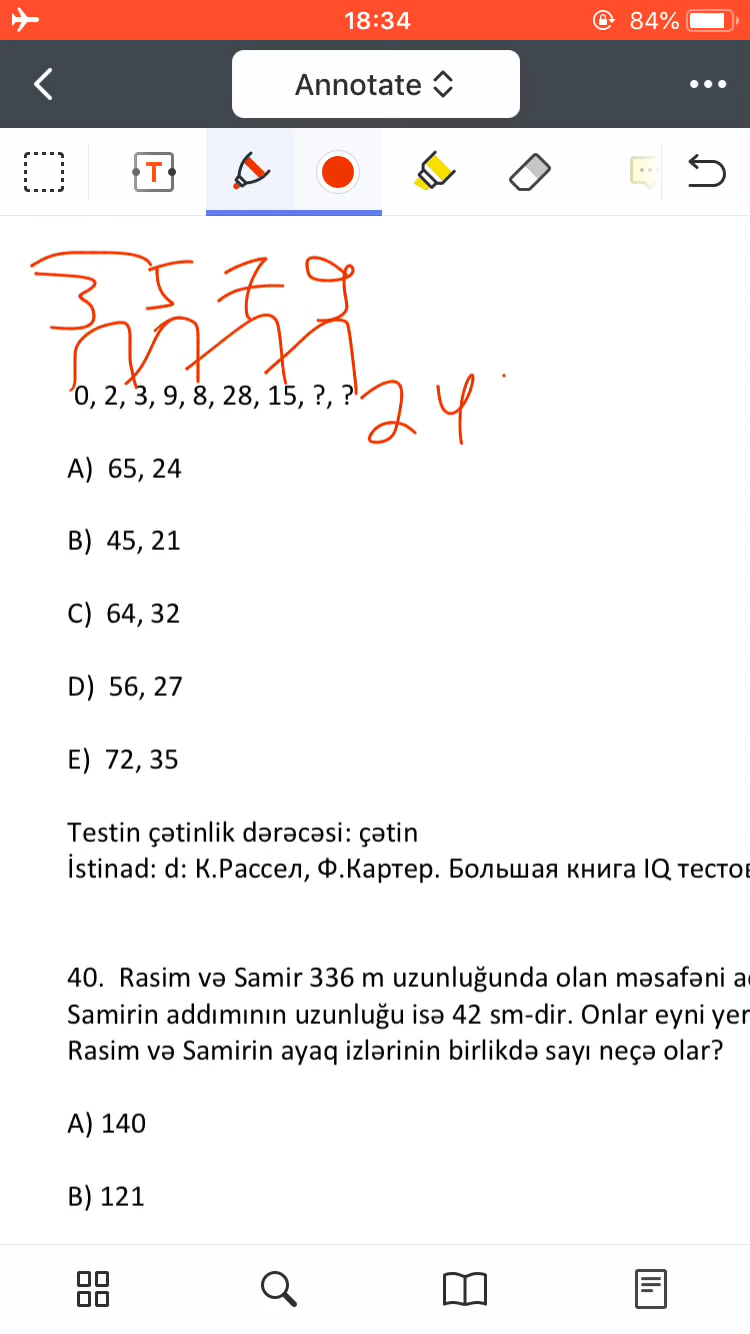 18:34
84%
Annotate
T
3 5 7 9
0, 2, 3, 9, 8, 28, 15, ?, ? 24
A) 65, 24
B) 45, 21
C) 64, 32
D) 56, 27
E) 72, 35
Testin çətinlik dərəcəsi: çətin
İstinad: d: К.Рассел, Ф.Картер. Большая книга IQ тестов
40. Rasim və Samir 336 m uzunluğunda olan məsafəni a
Samirin addımının uzunluğu isə 42 sm-dir. Onlar eyni yer
Rasim və Samirin ayaq izlərinin birlikdə sayı neçə olar?
A) 140
B) 121